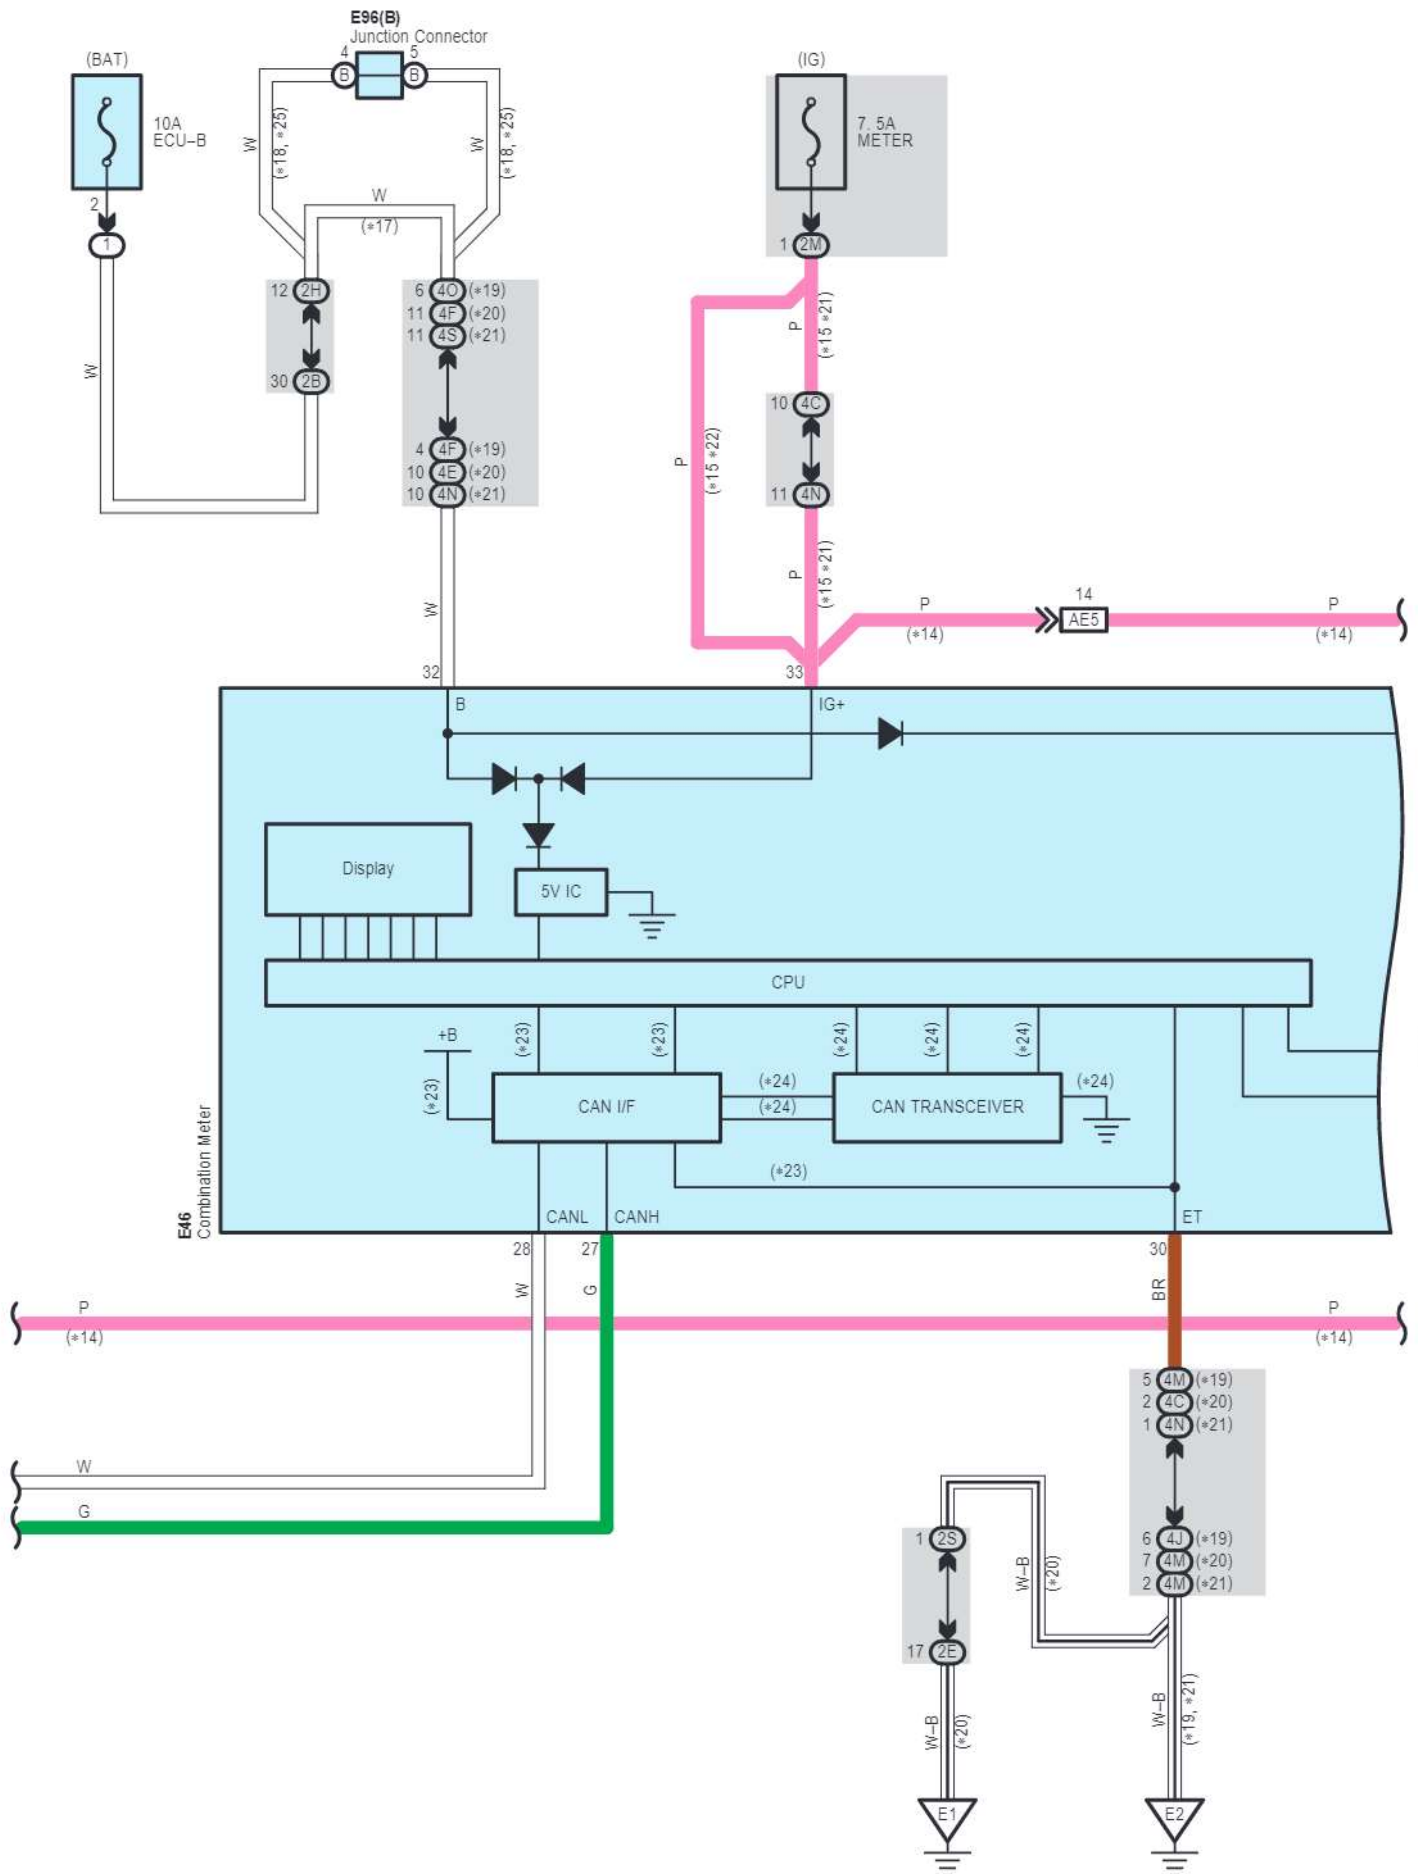 E96(B)
Junction Connector
4
5
B
B
(BAT)
(IG)
10A
ECU–B
7. 5A
METER
W
(*18, *25)
W
(*18, *25)
2
1
W
(*17)
1 2M
12 2H
30 2B
6 4O (*19)
11 4F (*20)
11 4S (*21)
4 4F (*19)
10 4E (*20)
10 4N (*21)
W
P
(*15 *21)
10 4C
11 4N
P
(*15 *22)
P
(*15 *21)
W
P
(*14)
14
AE5
P
(*14)
32
33
B
IG+
Display
5V IC
CPU
+B
(*23)
(*23)
(*23)
(*24)
(*24)
(*24)
CAN I/F
(*24)
(*24)
CAN TRANSCEIVER
(*24)
(*23)
E46
Combination Meter
CANL
CANH
ET
28
27
30
W
G
BR
P
(*14)
P
(*14)
5 4M (*19)
2 4C (*20)
1 4N (*21)
W
G
6 4J (*19)
7 4M (*20)
2 4M (*21)
1 2S
17 2E
W–B
(*20)
W–B
(*20)
W–B
(*19, *21)
E1
E2